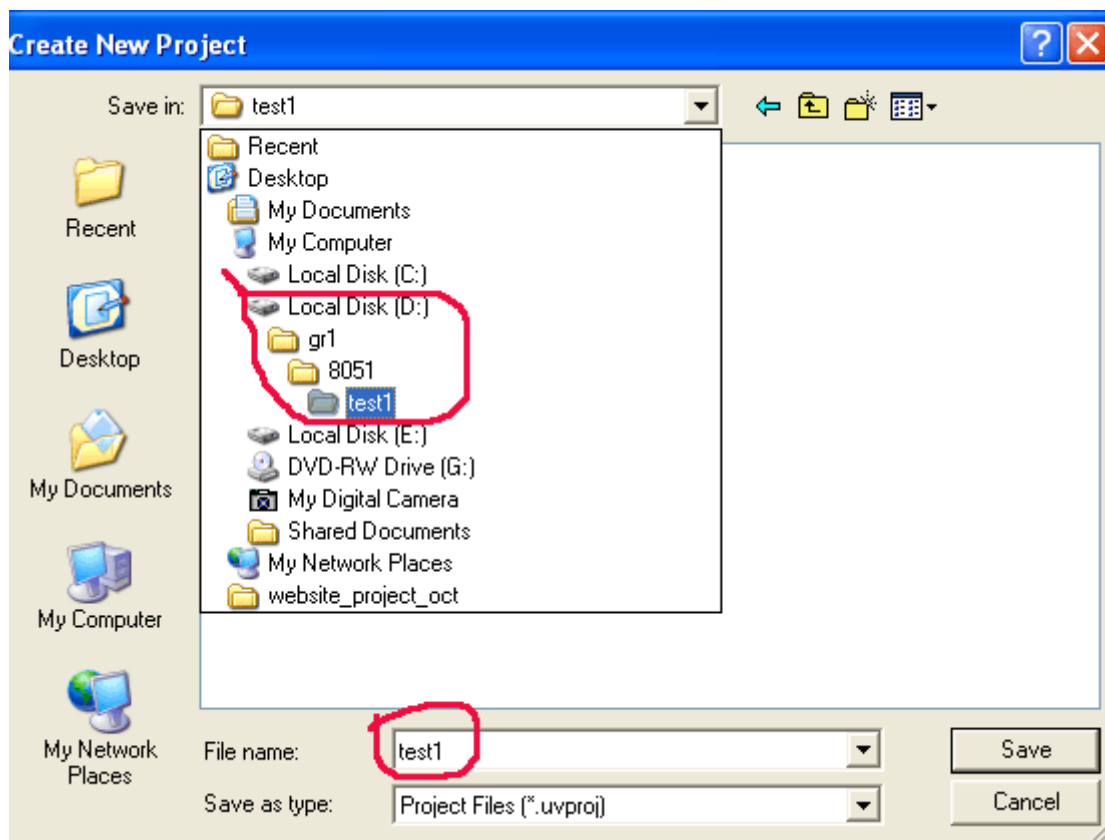 Create New Project
Save in: test1
Recent
Desktop
My Documents
My Computer
Local Disk (C:)
Local Disk (D:)
gr1
8051
test1
Local Disk (E:)
DVD-RW Drive (G:)
My Digital Camera
Shared Documents
My Network Places
website_project_oct
Recent
Desktop
My Documents
My Computer
My Network
Places
File name: test1 Save
Save as type: Project Files (*.uvproj) Cancel